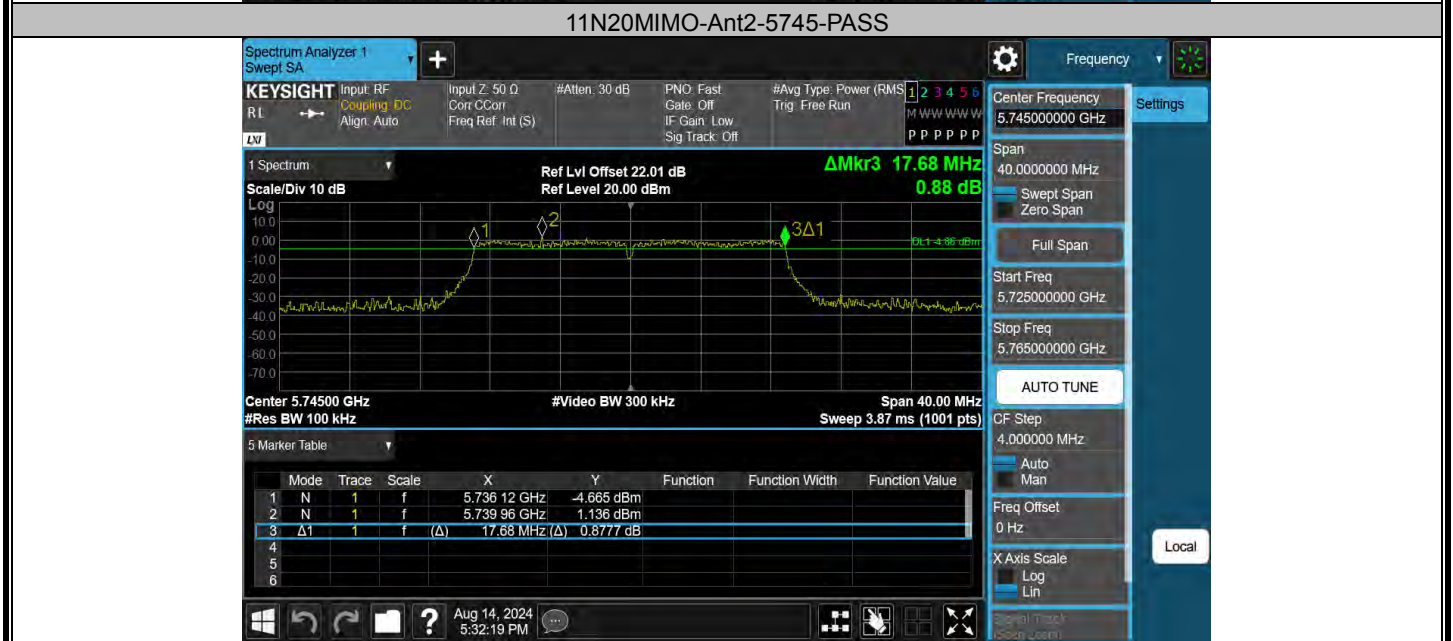 11N20MIMO-Ant2-5745-PASS
Spectrum Analyzer 1
Swept SA
+
Frequency
KEYSIGHT
RL
LXI
Input: RF
Coupling: DC
Align: Auto
Input Z: 50 Ω
Corr CCorr
Freq Ref: Int (S)
#Atten: 30 dB
PNO: Fast
Gate: Off
IF Gain: Low
Sig Track: Off
#Avg Type: Power (RMS
Trig: Free Run
1 2 3 4 5 6
M W W W W W
P P P P P P
Center Frequency
5.745000000 GHz
Settings
1 Spectrum
Scale/Div 10 dB
Ref Lvl Offset 22.01 dB
Ref Level 20.00 dBm
ΔMkr3 17.68 MHz
0.88 dB
Span
40.0000000 MHz
Swept Span
Zero Span
Full Span
Start Freq
5.725000000 GHz
Stop Freq
5.765000000 GHz
AUTO TUNE
Log
10.0
0.00
-10.0
-20.0
-30.0
-40.0
-50.0
-60.0
-70.0
1
2
3Δ1
DL1 -4.86 dBm
Center 5.74500 GHz
#Video BW 300 kHz
Span 40.00 MHz
#Res BW 100 kHz
Sweep 3.87 ms (1001 pts)
CF Step
4.000000 MHz
Auto
Man
5 Marker Table
Mode Trace Scale X Y Function Function Width Function Value
1 N 1 f 5.736 12 GHz -4.665 dBm
2 N 1 f 5.739 96 GHz 1.136 dBm
3 Δ1 1 f (Δ) 17.68 MHz (Δ) 0.8777 dB
4
5
6
Freq Offset
0 Hz
X Axis Scale
Log
Lin
Local
?
Aug 14, 2024
5:32:19 PM
Signal Track
(Span Zoom)